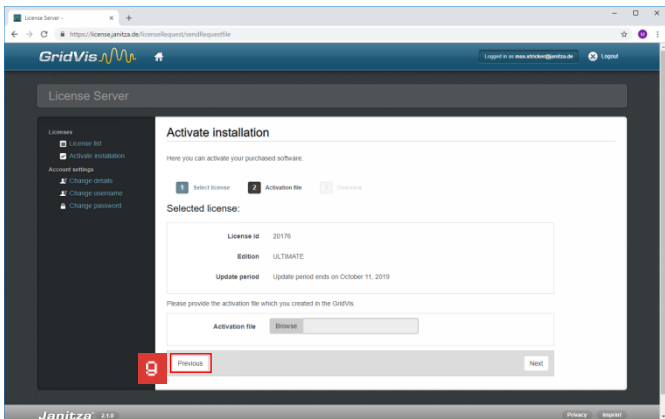 License Server -
https://license.janitza.de/licenseRequest/sendRequestfile
GridVis
Logged in as max.stricker@janitza.de
Logout
License Server
Licenses
License list
Activate installation
Account settings
Change details
Change username
Change password
Activate installation
Here you can activate your purchased software.
1 Select license 2 Activation file 3 Overview
Selected license:
License id 20176
Edition ULTIMATE
Update period Update period ends on October 11, 2019
Please provide the activation file which you created in the GridVis.
Activation file Browse
9 Previous Next
Janitza 2.1.0 Privacy Imprint